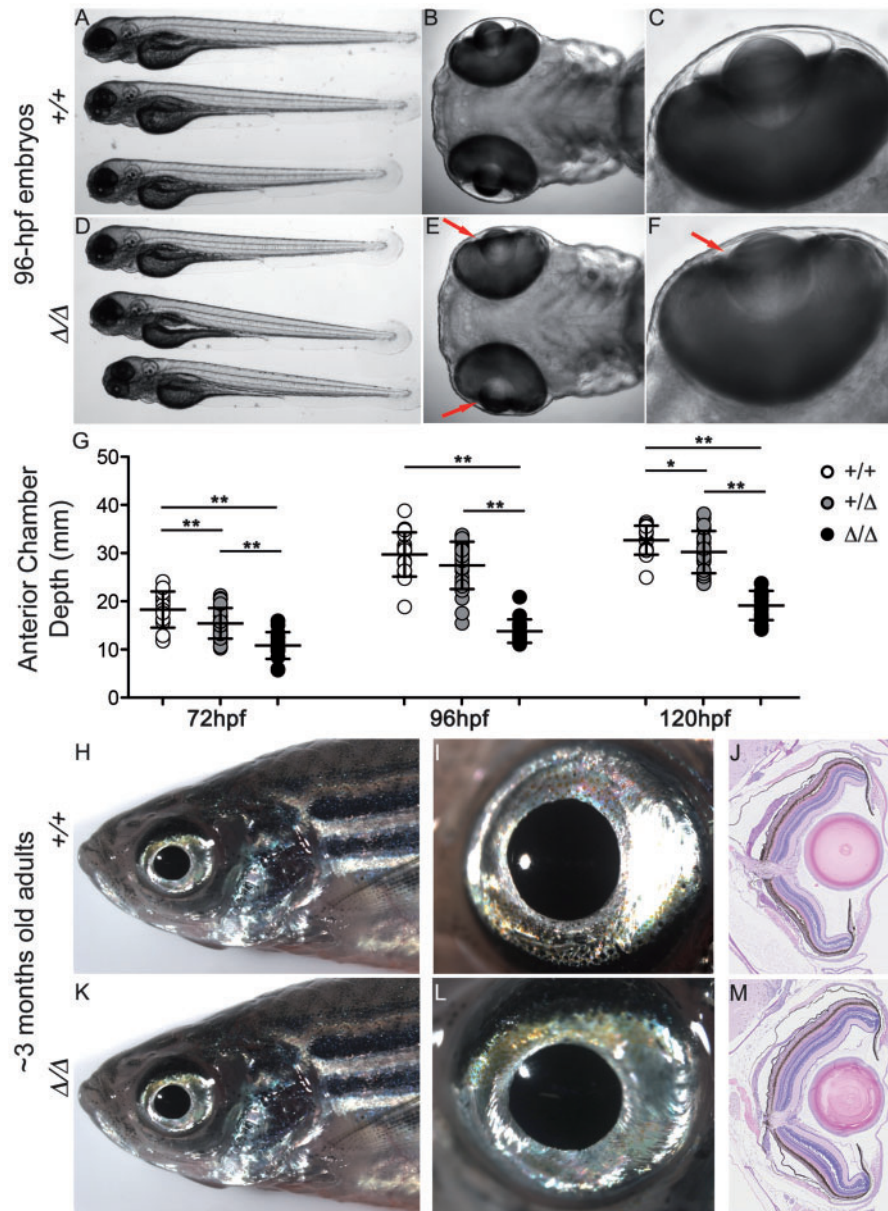 A
B
C
+/+
96-hpf embryos
D
E
F
Δ/Δ
G
Anterior Chamber
Depth (mm)
50
40
30
20
10
0
**
**
**
**
**
**
*
**
+/+
+/Δ
Δ/Δ
72hpf
96hpf
120hpf
H
I
J
+/+
~3 months old adults
K
L
M
Δ/Δ